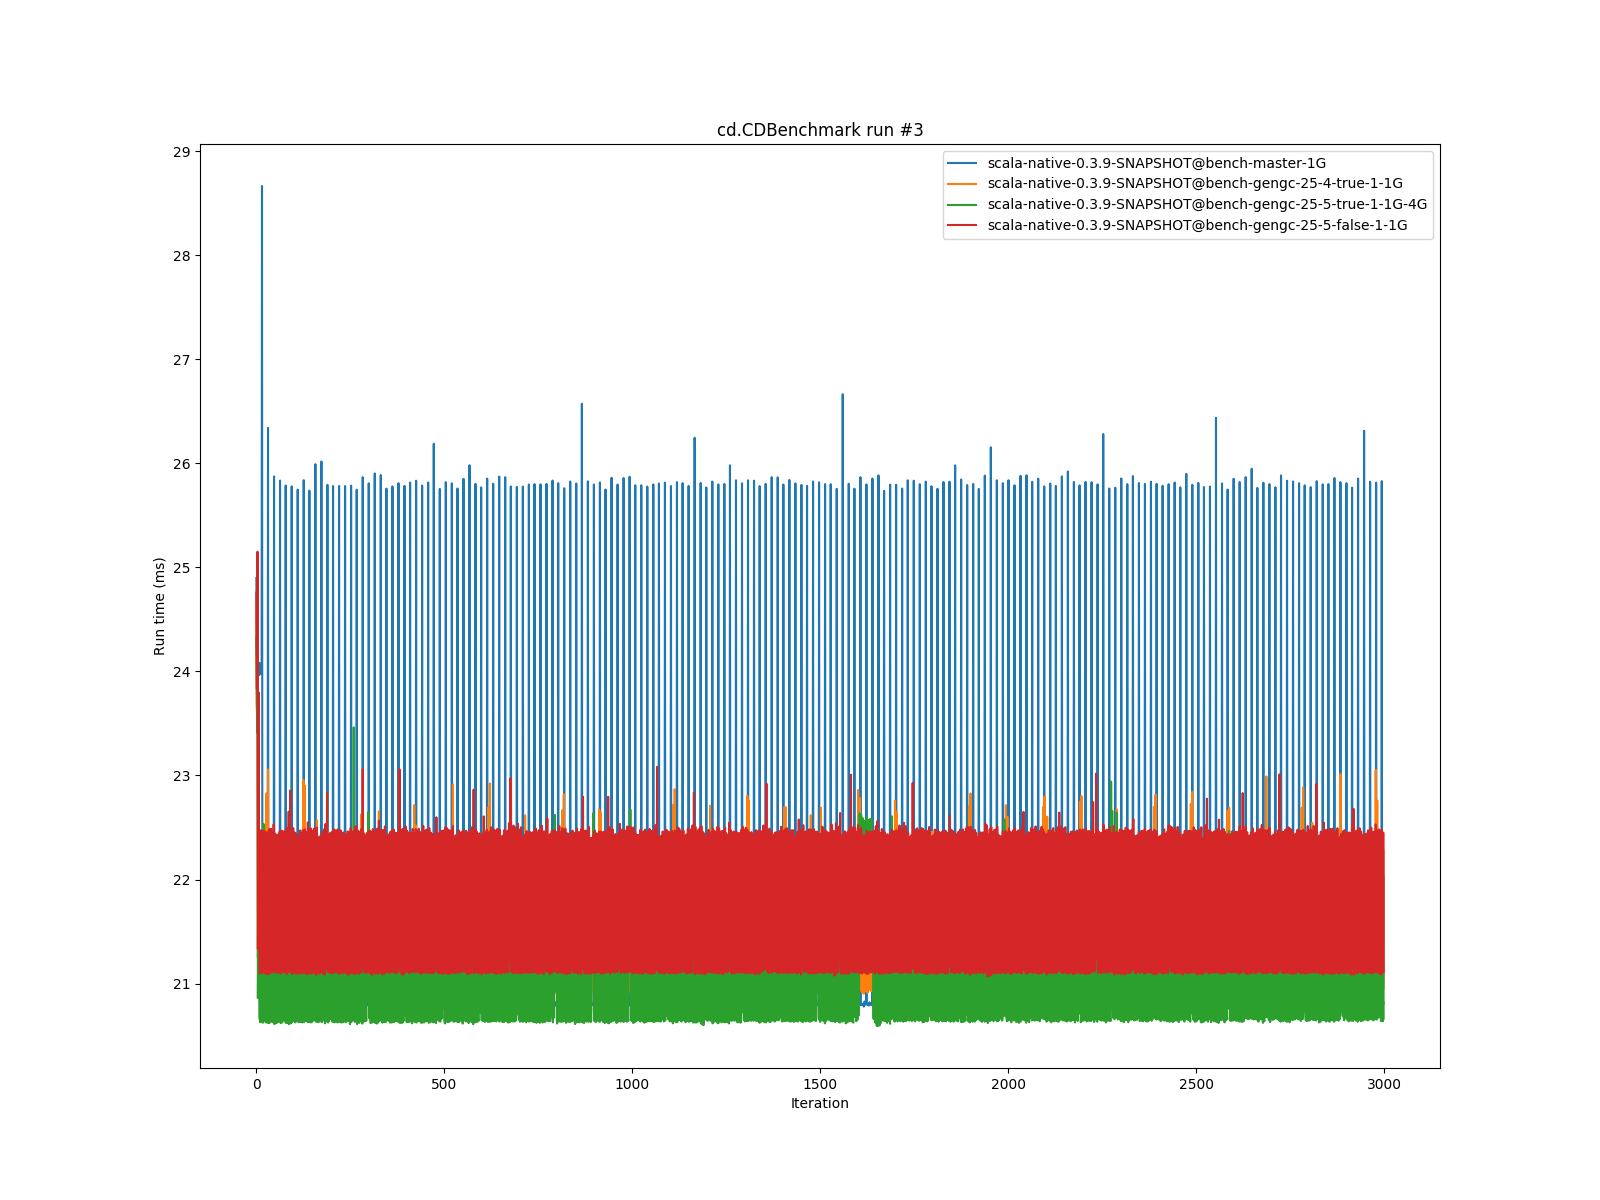 cd.CDBenchmark run #3
scala-native-0.3.9-SNAPSHOT@bench-master-1G
scala-native-0.3.9-SNAPSHOT@bench-gengc-25-4-true-1-1G
scala-native-0.3.9-SNAPSHOT@bench-gengc-25-5-true-1-1G-4G
scala-native-0.3.9-SNAPSHOT@bench-gengc-25-5-false-1-1G
Run time (ms)
29
28
27
26
25
24
23
22
21
0 500 1000 1500 2000 2500 3000
Iteration